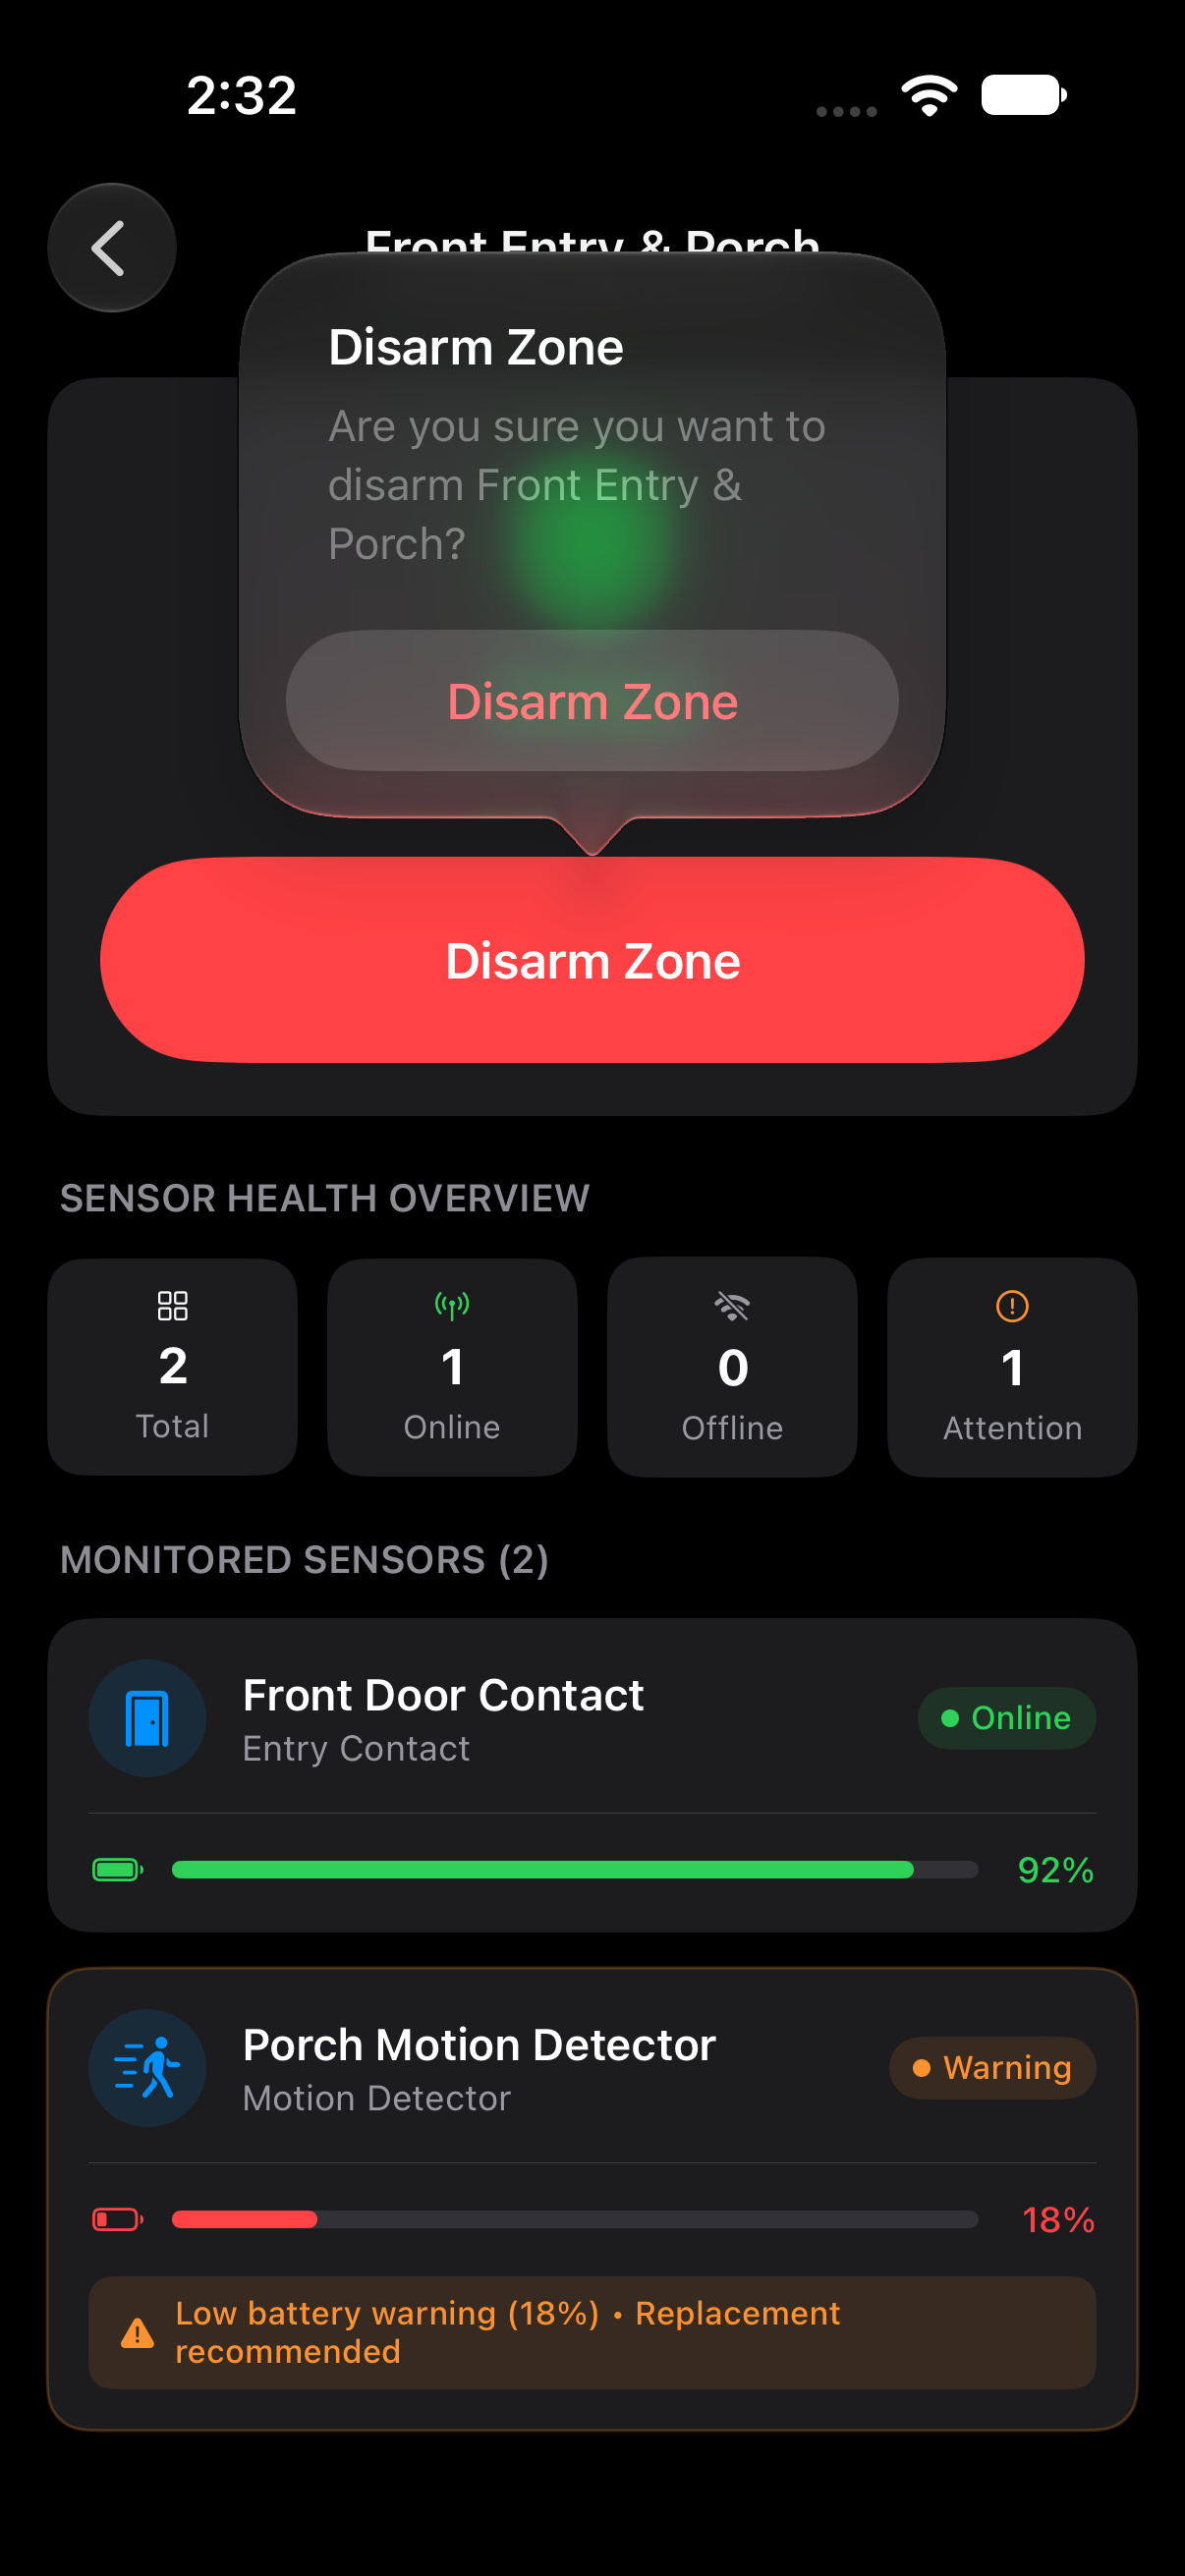 2:32
Front Entry & Porch
Disarm Zone
Are you sure you want to
disarm Front Entry &
Porch?
Disarm Zone
Disarm Zone
SENSOR HEALTH OVERVIEW
2
Total
1
Online
0
Offline
1
Attention
MONITORED SENSORS (2)
Front Door Contact
Entry Contact
Online
92%
Porch Motion Detector
Motion Detector
Warning
18%
Low battery warning (18%) • Replacement
recommended